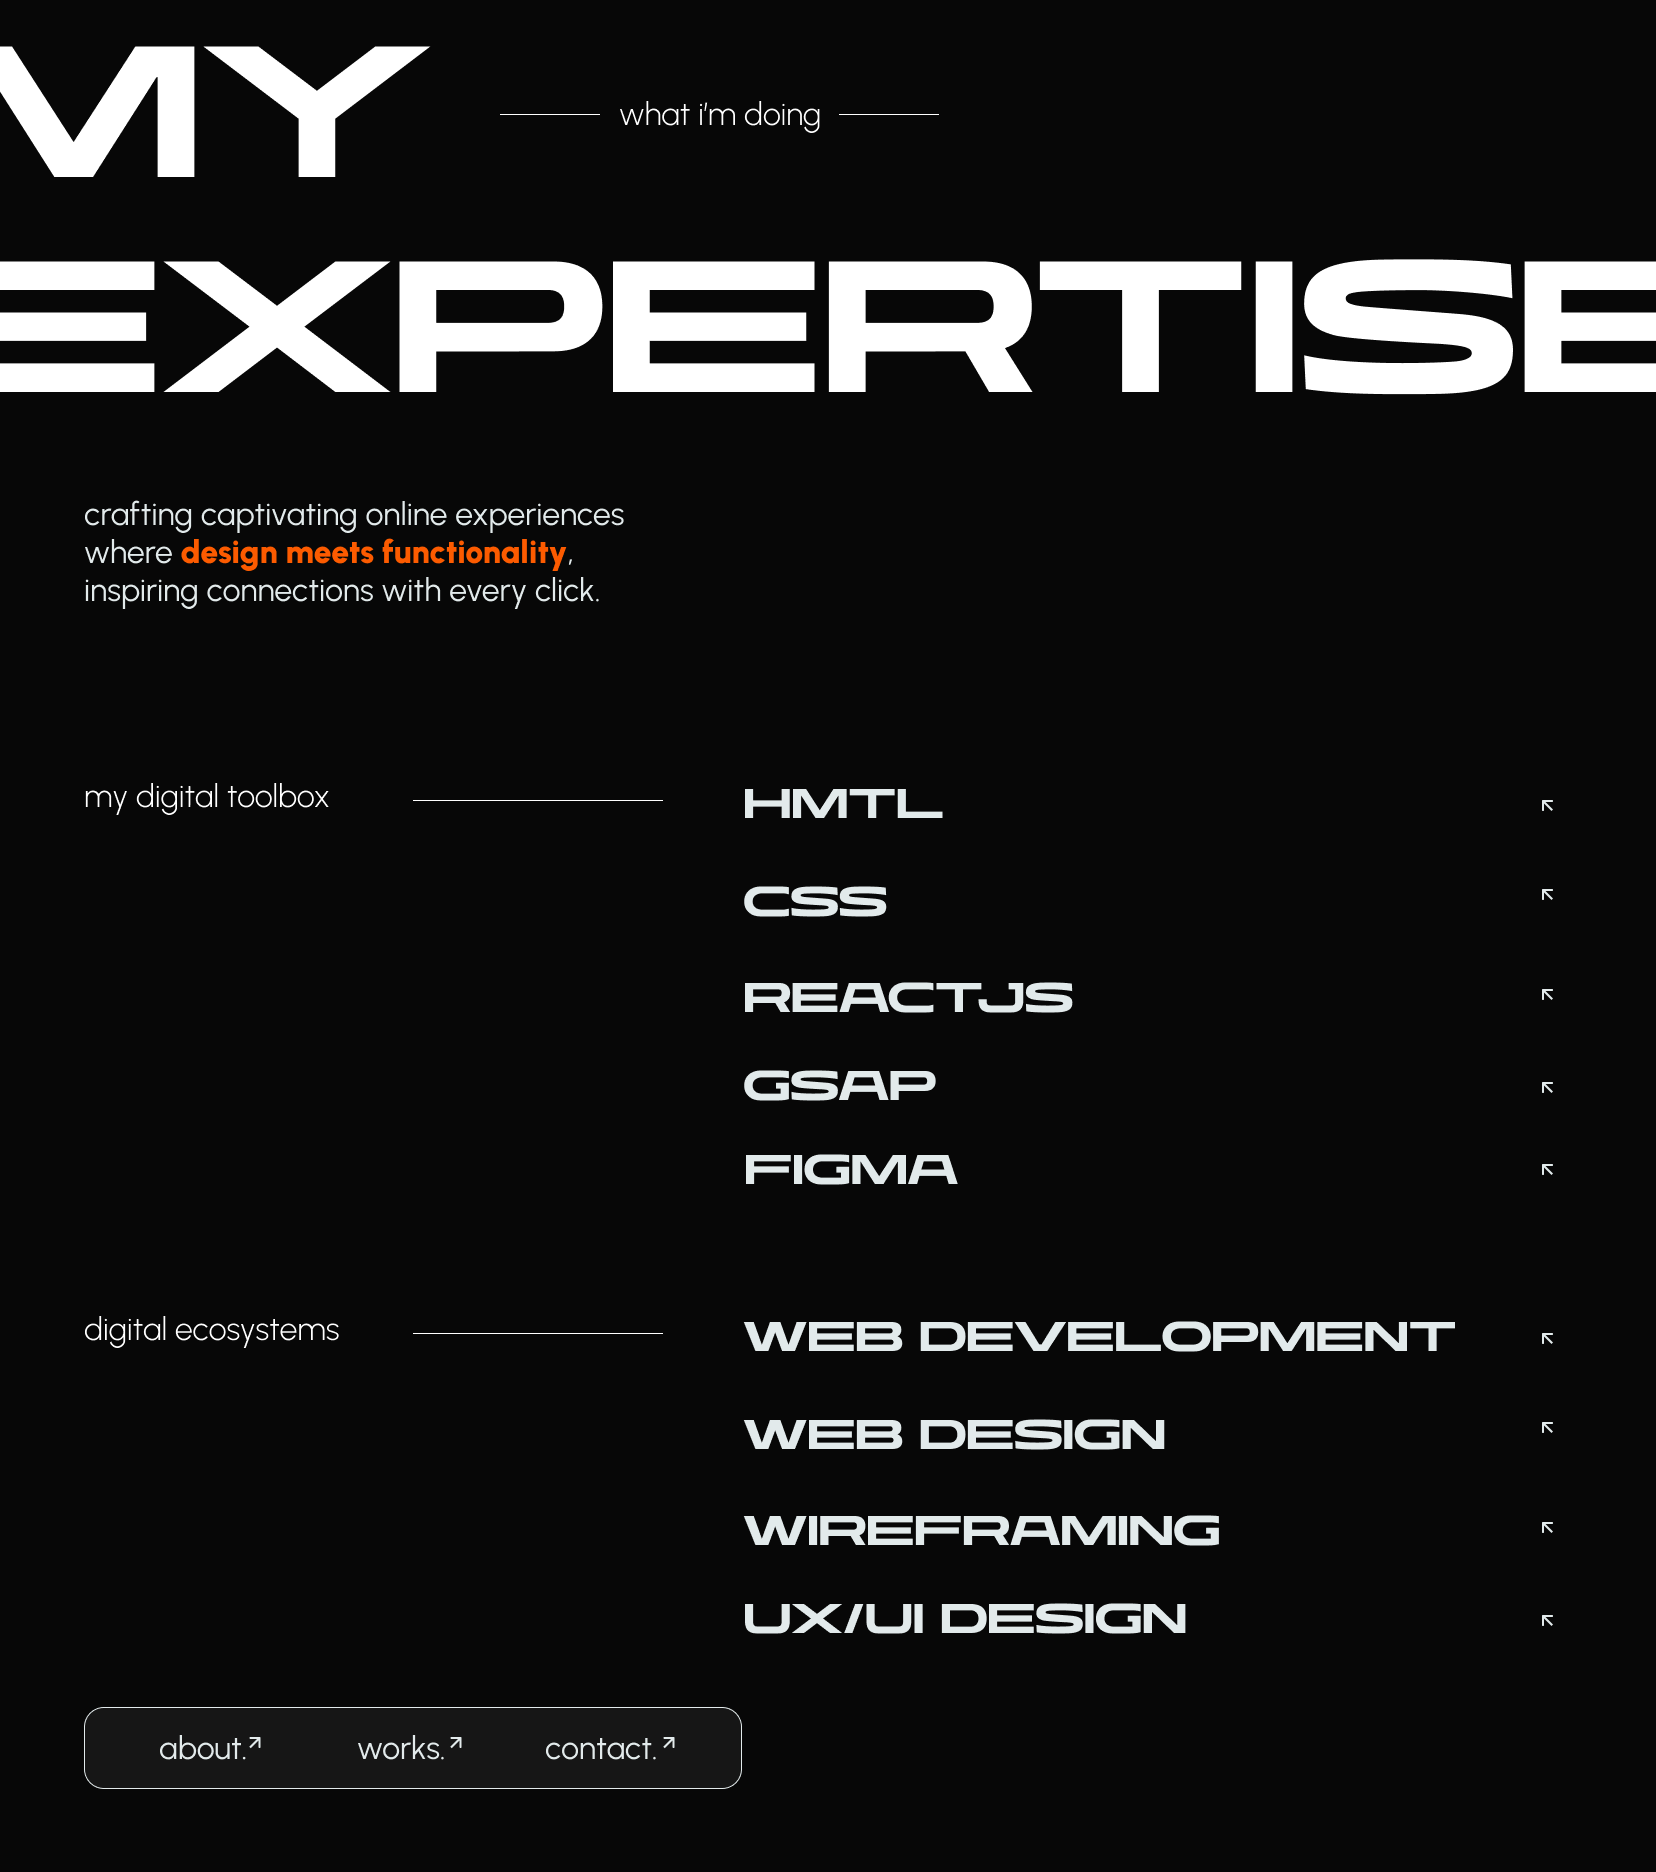 MY
what i'm doing
EXPERTISE
crafting captivating online experiences
where design meets functionality,
inspiring connections with every click.
my digital toolbox
HMTL
CSS
REACTJS
GSAP
FIGMA
digital ecosystems
WEB DEVELOPMENT
WEB DESIGN
WIREFRAMING
UX/UI DESIGN
about. works. contact.